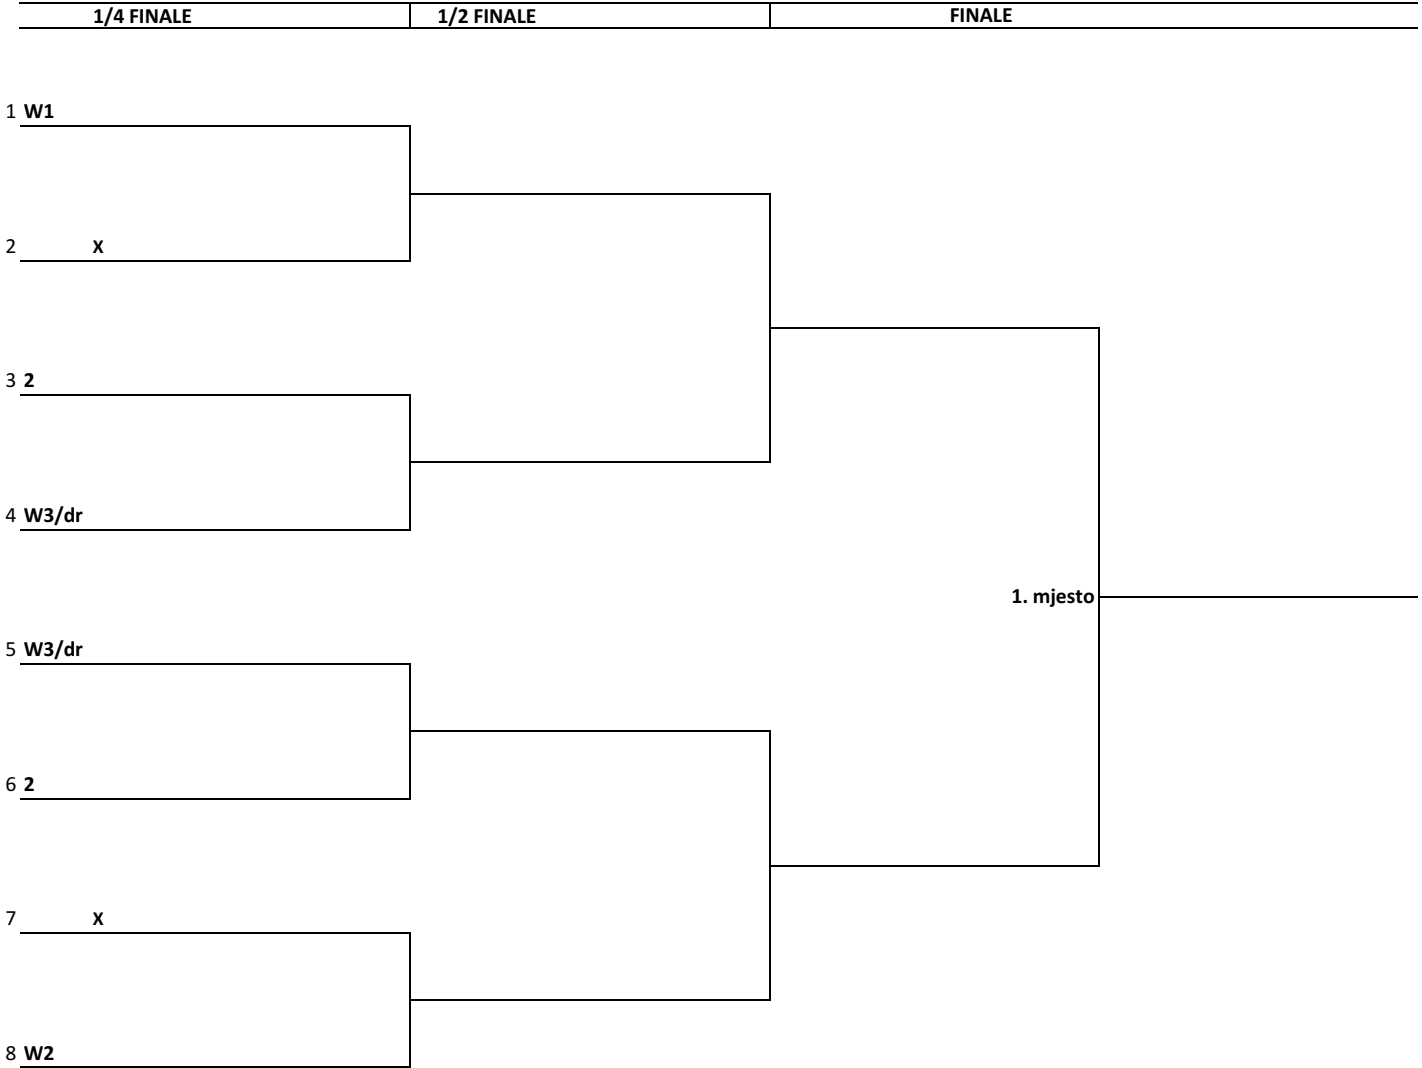 1/4 FINALE 1/2 FINALE FINALE
1 W1
2 X
3 2
4 W3/dr
1. mjesto
5 W3/dr
6 2
7 X
8 W2